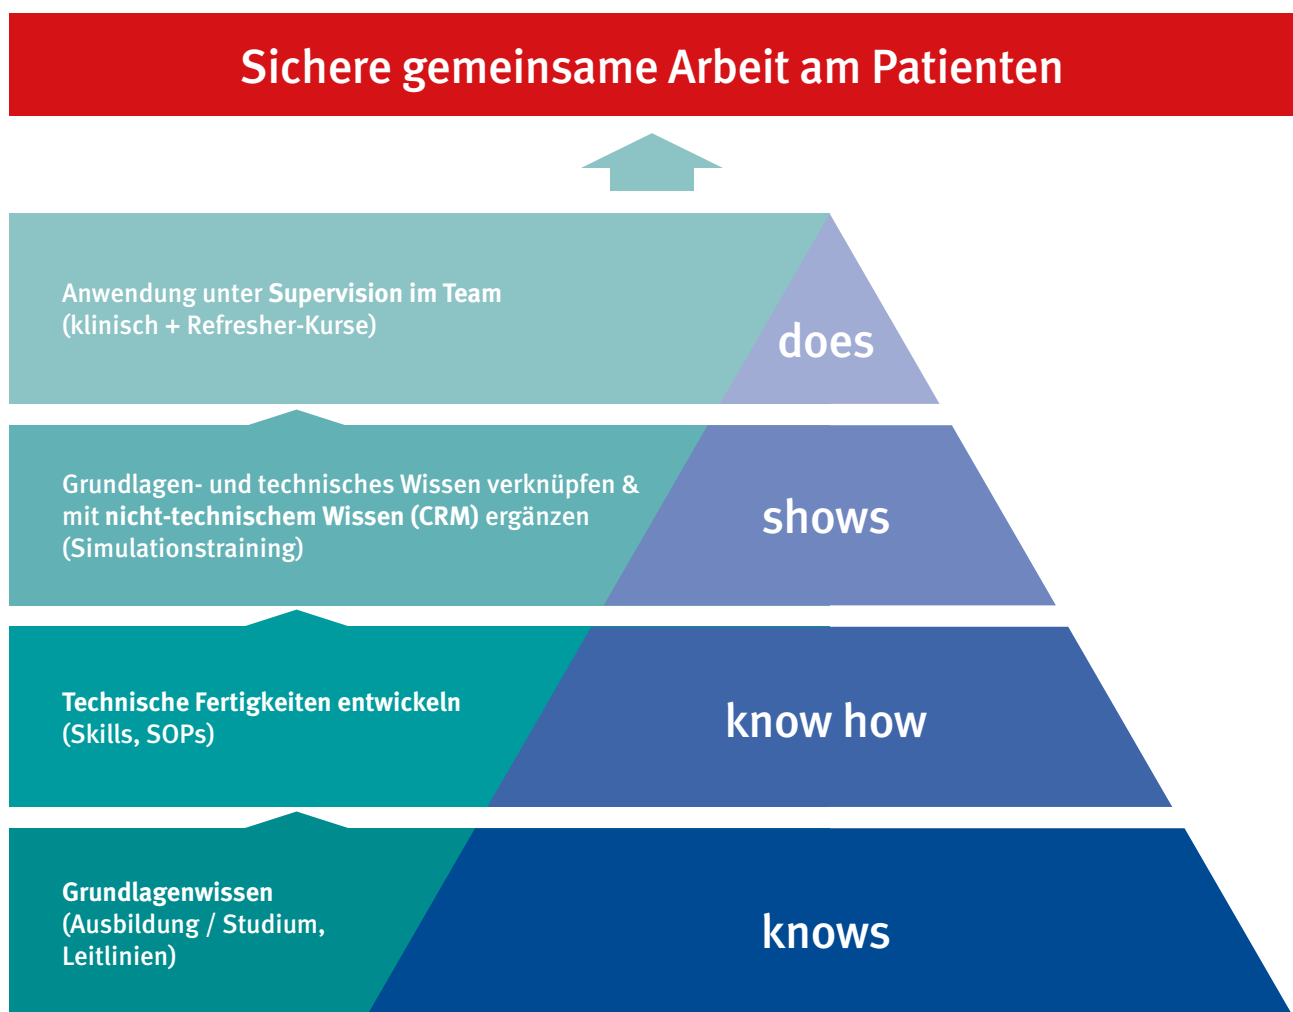 Sichere gemeinsame Arbeit am Patienten
Anwendung unter Supervision im Team
(klinisch + Refresher-Kurse)
does
Grundlagen- und technisches Wissen verknüpfen &
mit nicht-technischem Wissen (CRM) ergänzen
(Simulationstraining)
shows
Technische Fertigkeiten entwickeln
(Skills, SOPs)
know how
Grundlagenwissen
(Ausbildung / Studium,
Leitlinien)
knows